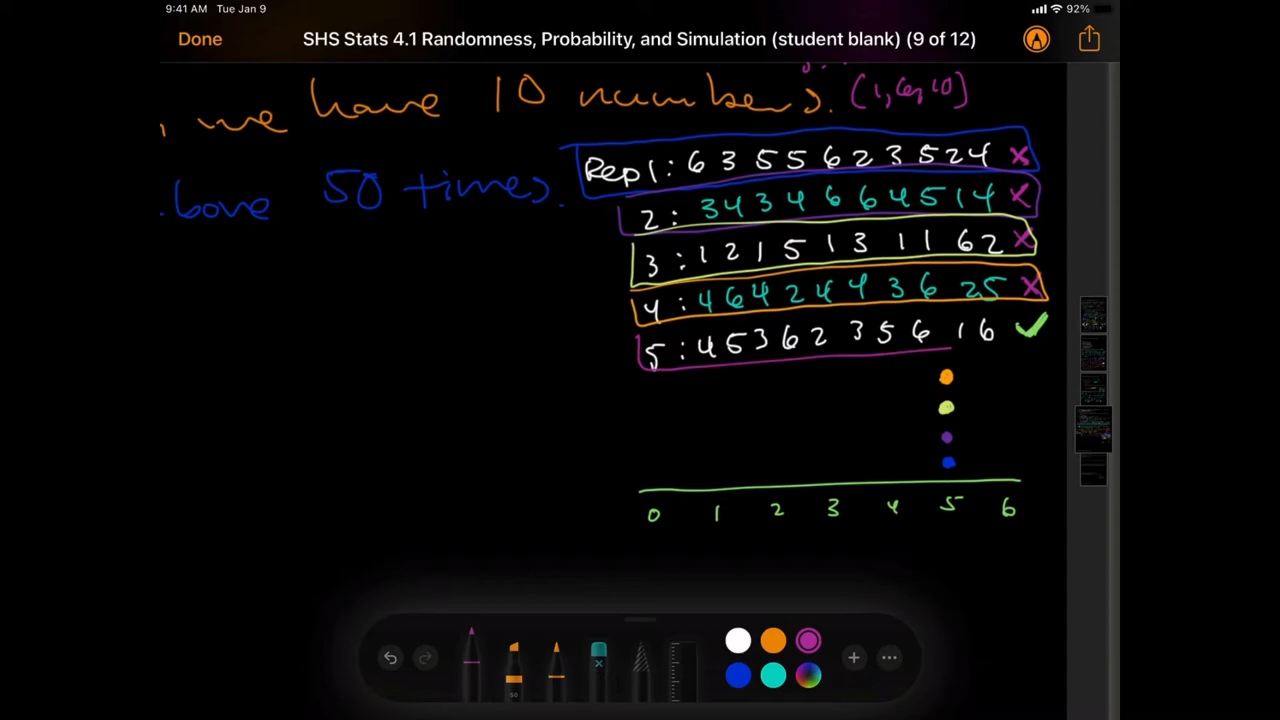 9:41 AM Tue Jan 9 92%
Done SHS Stats 4.1 Randomness, Probability, and Simulation (student blank) (9 of 12)
we have 10 numbers. (1,6,10)
50 times.
Rep 1: 6 3 5 5 6 2 3 5 2 4 x
2: 3 4 3 4 6 6 4 5 1 4 x
3: 1 2 1 5 1 3 1 1 6 2 x
4: 4 6 4 2 4 4 3 6 2 5 x
5: 4 5 3 6 2 3 5 6 1 6 ✓
0 1 2 3 4 5 6
50